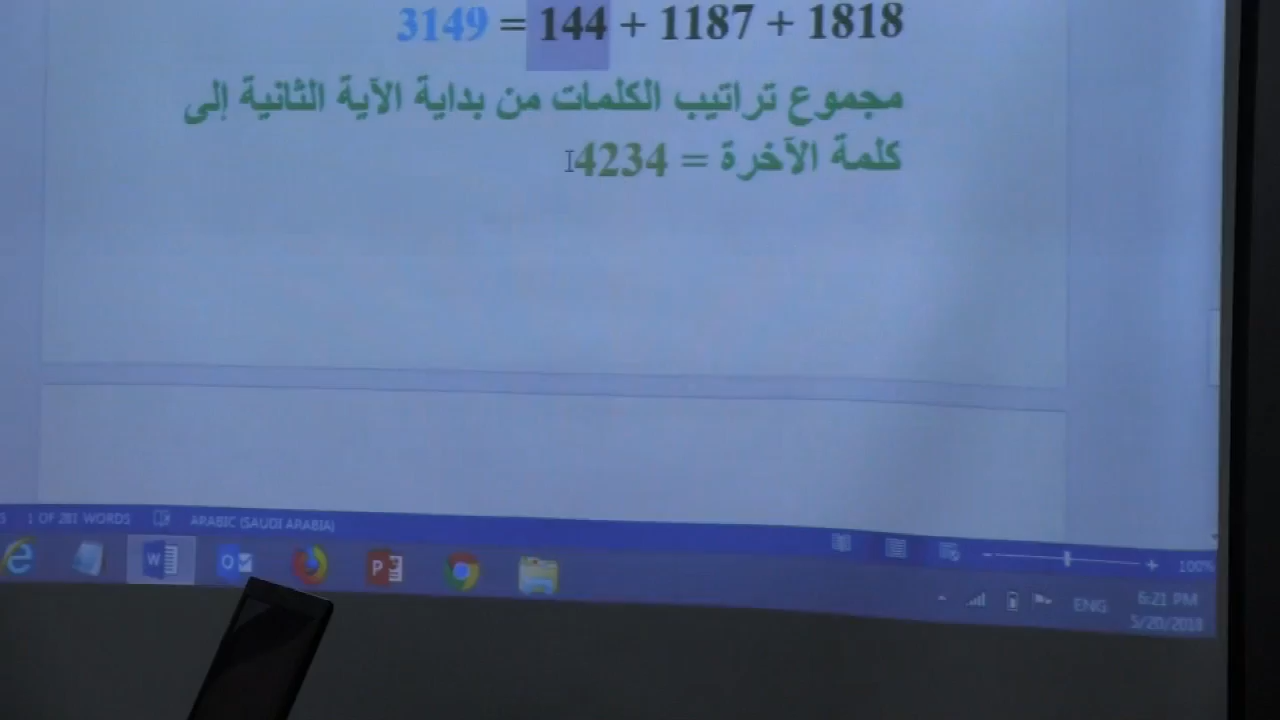 3149 = 144 + 1187 + 1818
مجموع تراتيب الكلمات من بداية الآية الثانية إلى
كلمة الآخرة = 4234
1 OF 281 WORDS ARABIC (SAUDI ARABIA)
100%
ENG 6:21 PM
5/20/2018